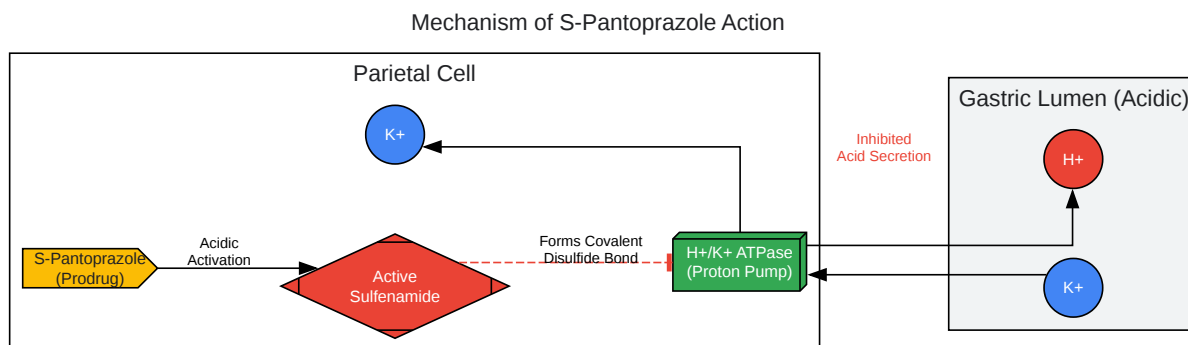 Mechanism of S-Pantoprazole Action
Parietal Cell
Gastric Lumen (Acidic)
K+
Inhibited
Acid Secretion
H+
S-Pantoprazole
(Prodrug)
Acidic
Activation
Active
Sulfenamide
Forms Covalent
Disulfide Bond
H+/K+ ATPase
(Proton Pump)
K+